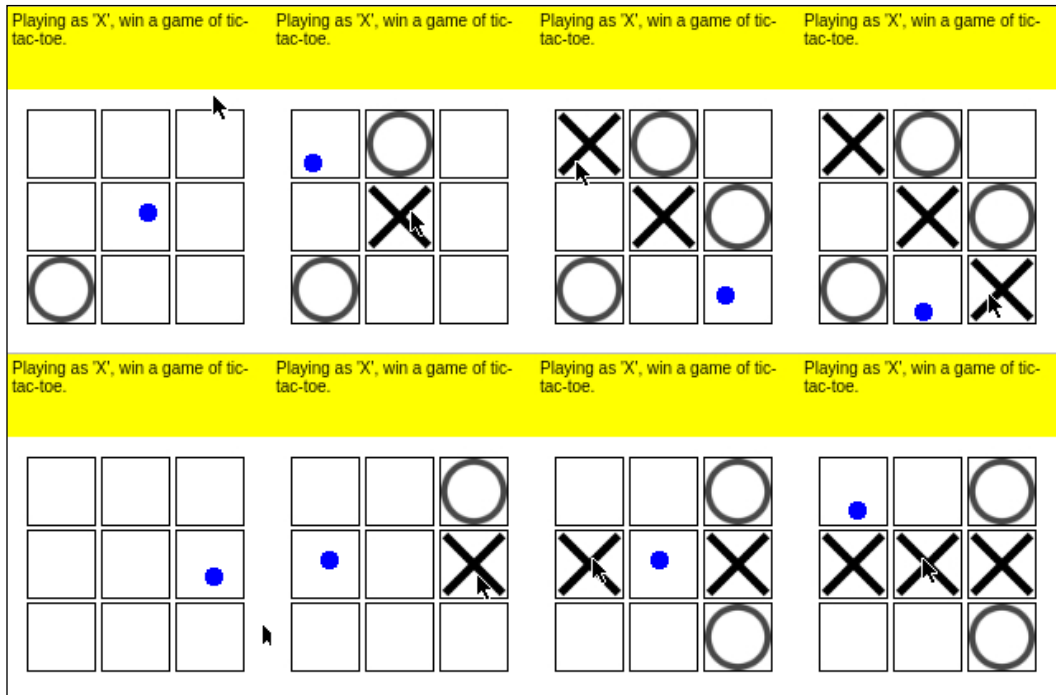 Playing as 'X', win a game of tic-
tac-toe.
Playing as 'X', win a game of tic-
tac-toe.
Playing as 'X', win a game of tic-
tac-toe.
Playing as 'X', win a game of tic-
tac-toe.
Playing as 'X', win a game of tic-
tac-toe.
Playing as 'X', win a game of tic-
tac-toe.
Playing as 'X', win a game of tic-
tac-toe.
Playing as 'X', win a game of tic-
tac-toe.